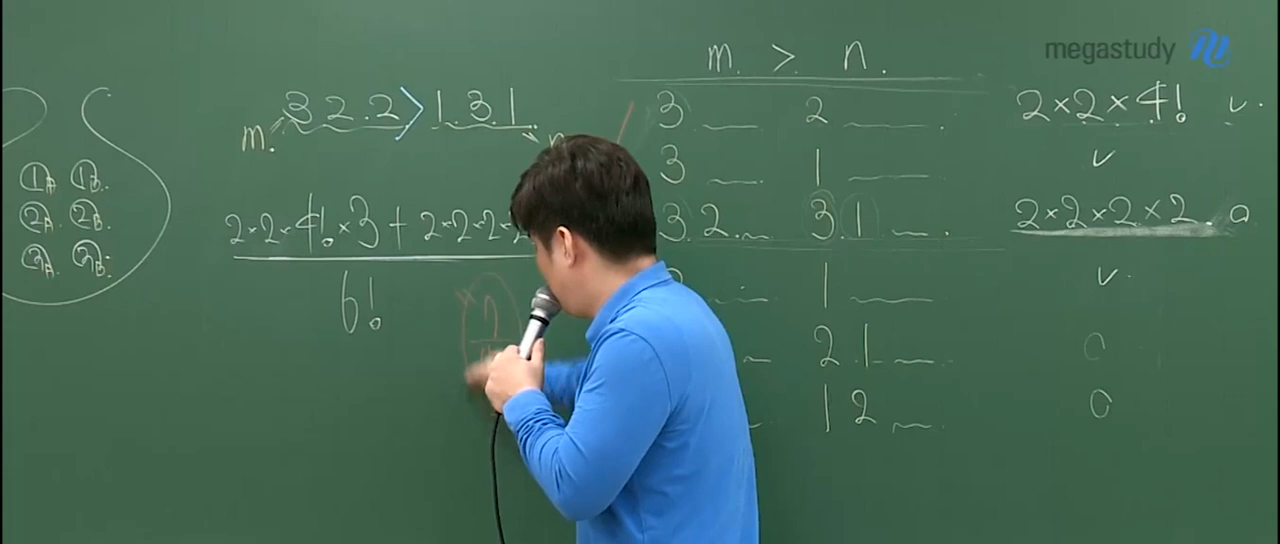 megastudy
m. > n.
3 2. 2 > 1. 3. 1
m.
3 2 2×2×4! v.
3 1 v
①A ①B.
②A ②B.
③A. ③B.
2×2×4!×3 + 2×2×2×2
6!
3 2. 3. 1 2×2×2×2 o
1 v.
2 1 o
1 2 o